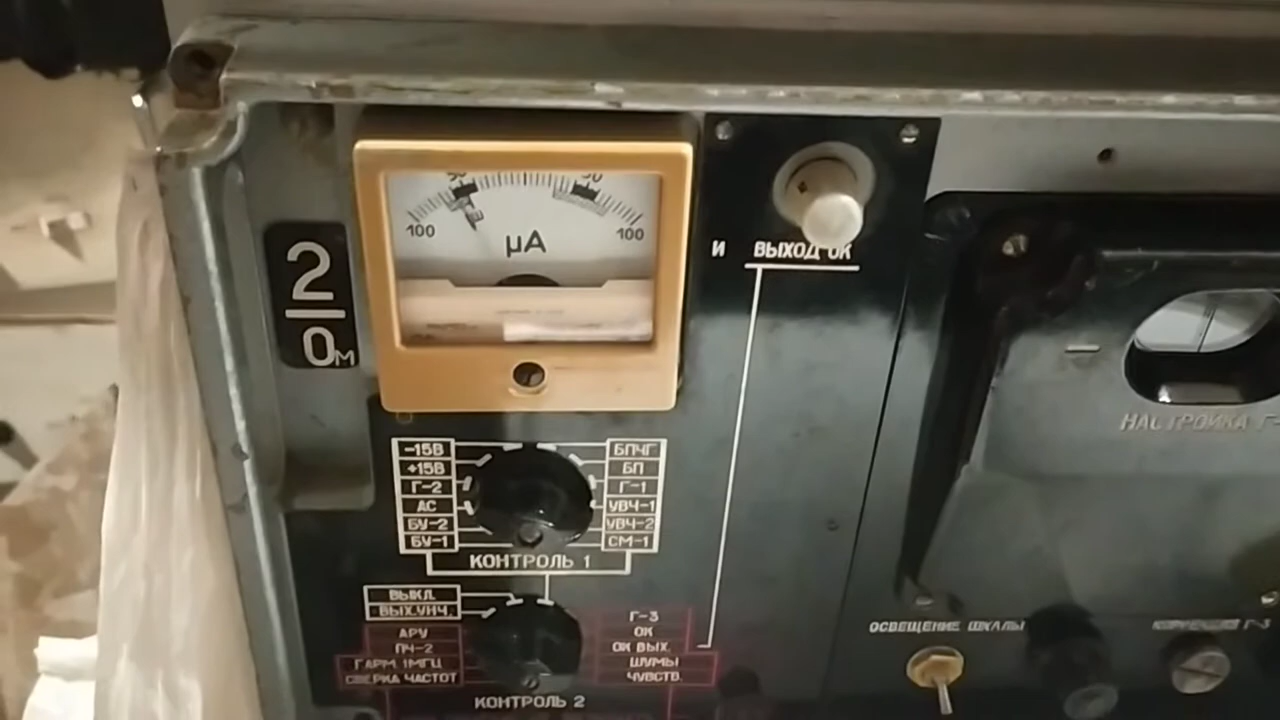 2
0м
100
100
µA
И ВЫХОД ОК
-15В
+15В
Г-2
АС
БУ-2
БУ-1
БПЧГ
БП
Г-1
УВЧ-1
УВЧ-2
СМ-1
КОНТРОЛЬ 1
ВЫКЛ.
ВЫХ.УНЧ.
АРУ
ПЧ-2
ГАРМ. 1МГЦ
СВЕРКА ЧАСТОТ
Г-3
ОК
ОК ВЫХ.
ШУМЫ
ЧУВСТВ.
КОНТРОЛЬ 2
НАСТРОЙКА Г-
ОСВЕЩЕНИЕ ШКАЛЫ
Г-3